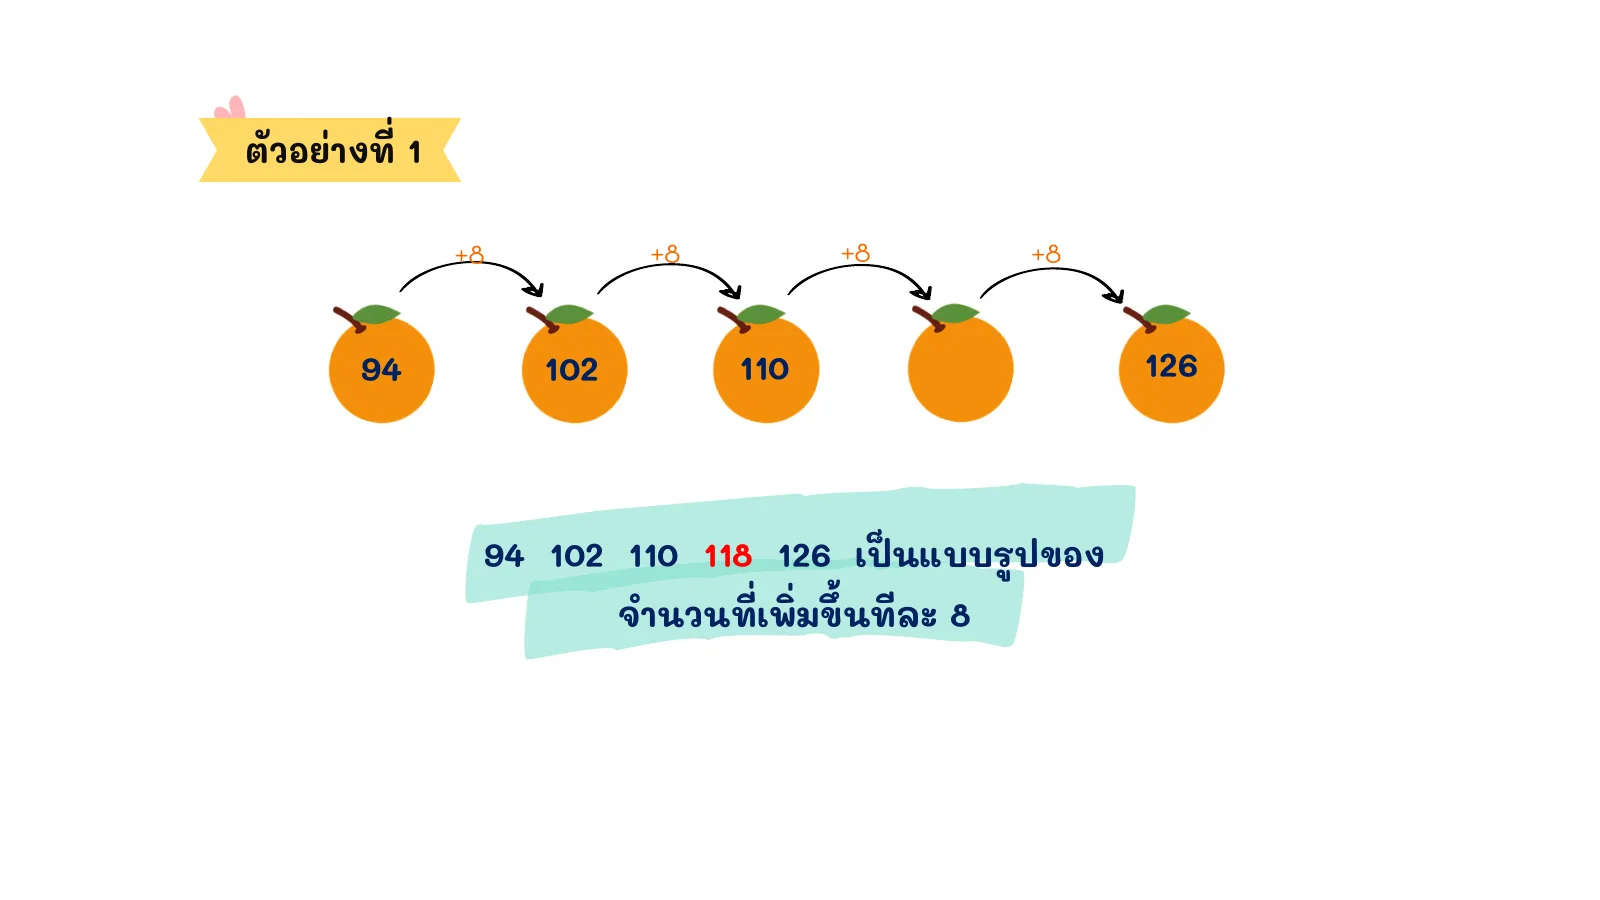 ตัวอย่างที่ 1
+8 +8 +8 +8
94 102 110 126
94 102 110 118 126 เป็นแบบรูปของ
จำนวนที่เพิ่มขึ้นทีละ 8